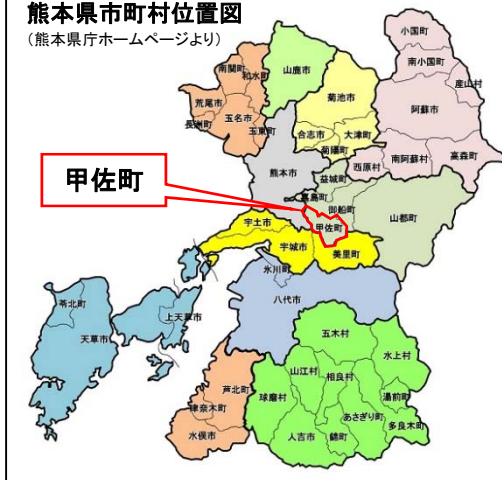 熊本県市町村位置図
(熊本県庁ホームページより)
小国町
南関町
和水町
山鹿市
南小国町
産山村
荒尾市
菊池市
阿蘇市
長洲町
玉名市
玉東町
合志市
大津町
菊陽町
西原村
南阿蘇村
高森町
熊本市
益城町
甲佐町
嘉島町
御船町
山都町
宇土市
甲佐町
宇城市
美里町
氷川町
八代市
苓北町
上天草市
天草市
五木村
水上村
山江村
相良村
芦北町
湯前町
球磨村
津奈木町
あさぎり町
多良木町
水俣市
人吉市
錦町